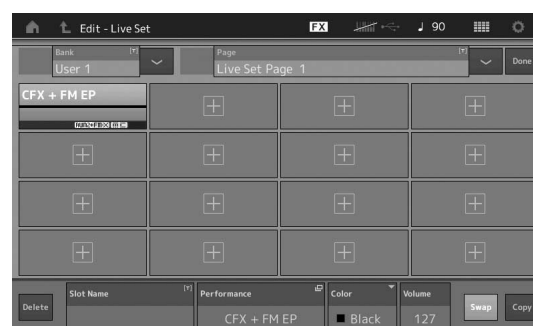 Edit - Live Set FX 90
Bank [T] Page [T]
User 1 Live Set Page 1 Done
CFX + FM EP
Slot Name [T] Performance Color Volume
Delete CFX + FM EP Black 127 Swap Copy